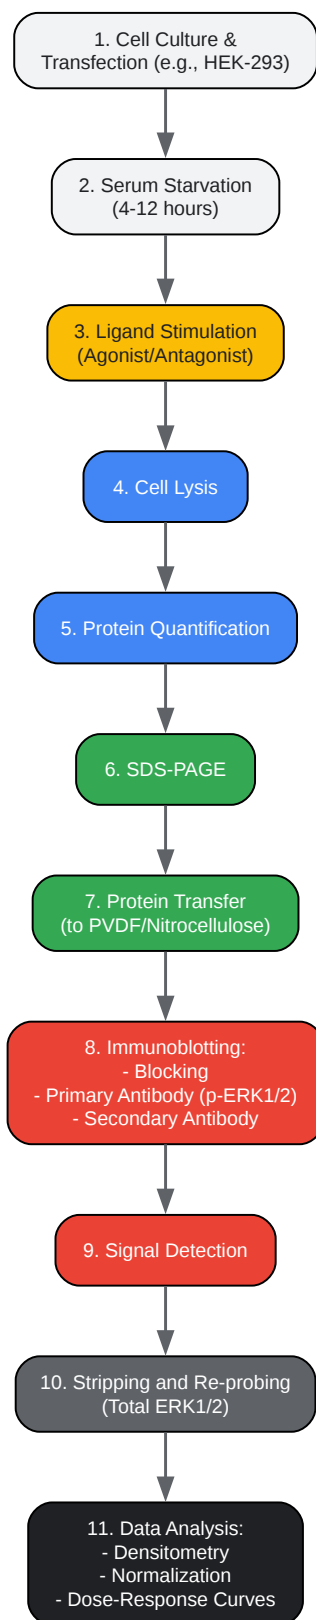 1. Cell Culture &
Transfection (e.g., HEK-293)
2. Serum Starvation
(4-12 hours)
3. Ligand Stimulation
(Agonist/Antagonist)
4. Cell Lysis
5. Protein Quantification
6. SDS-PAGE
7. Protein Transfer
(to PVDF/Nitrocellulose)
8. Immunoblotting:
- Blocking
- Primary Antibody (p-ERK1/2)
- Secondary Antibody
9. Signal Detection
10. Stripping and Re-probing
(Total ERK1/2)
11. Data Analysis:
- Densitometry
- Normalization
- Dose-Response Curves